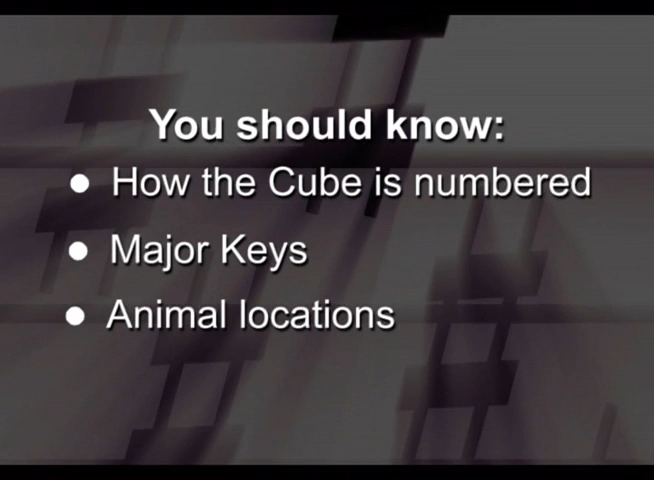 You should know:
● How the Cube is numbered
● Major Keys
● Animal locations